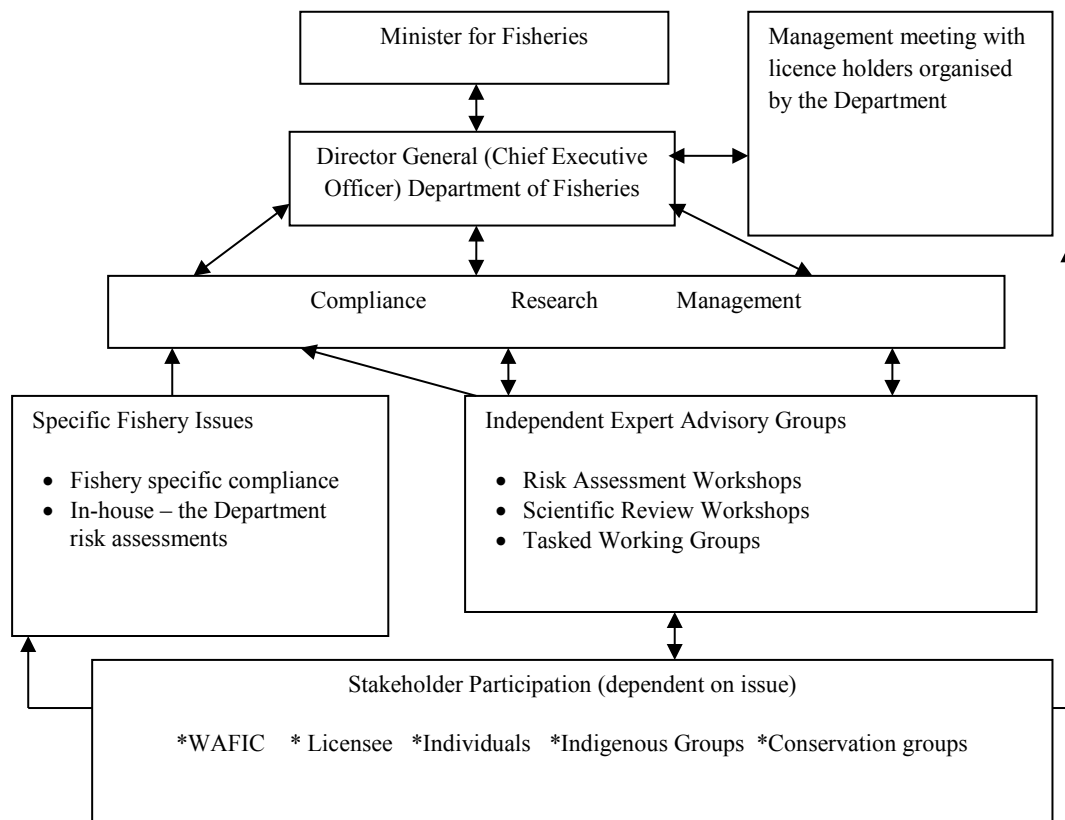 Minister for Fisheries
Management meeting with
licence holders organised
by the Department
Director General (Chief Executive
Officer) Department of Fisheries
Compliance Research Management
Specific Fishery Issues
• Fishery specific compliance
• In-house – the Department
risk assessments
Independent Expert Advisory Groups
• Risk Assessment Workshops
• Scientific Review Workshops
• Tasked Working Groups
Stakeholder Participation (dependent on issue)
*WAFIC * Licensee *Individuals *Indigenous Groups *Conservation groups